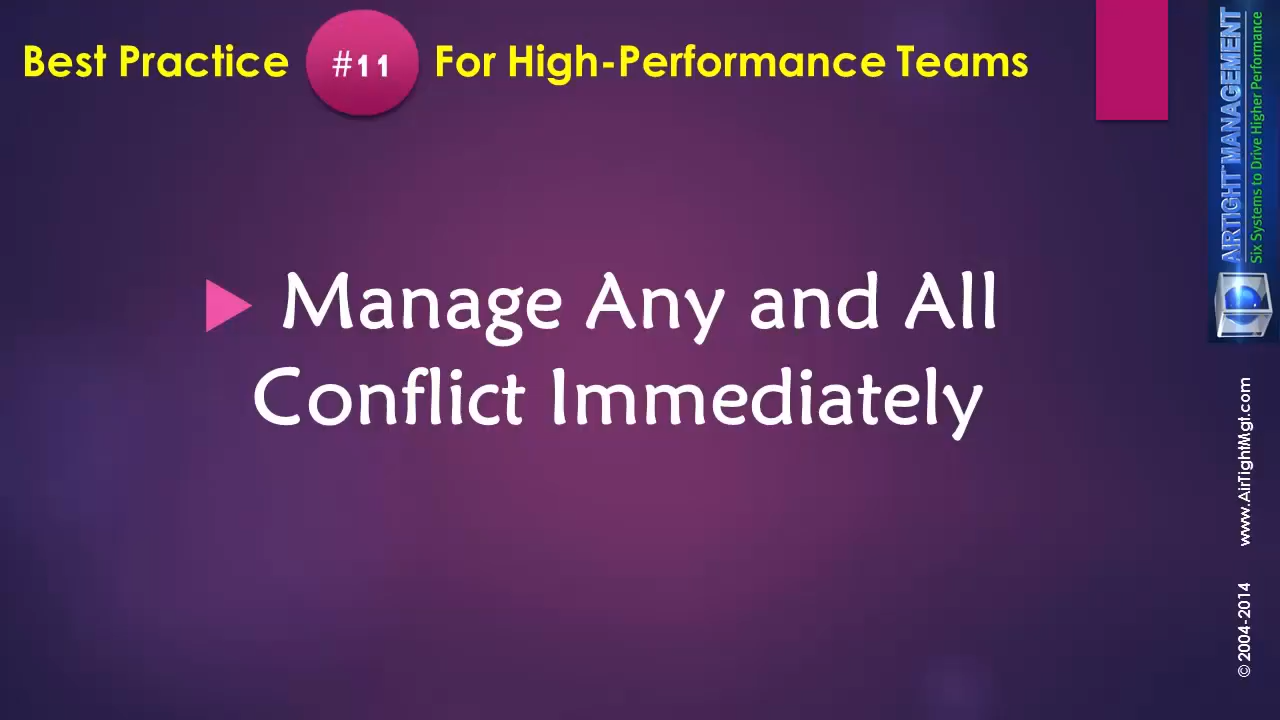 Best Practice #11 For High-Performance Teams
Manage Any and All
Conflict Immediately
AIRTIGHT MANAGEMENT
Six Systems to Drive Higher Performance
www.AirTightMgt.com
© 2004-2014